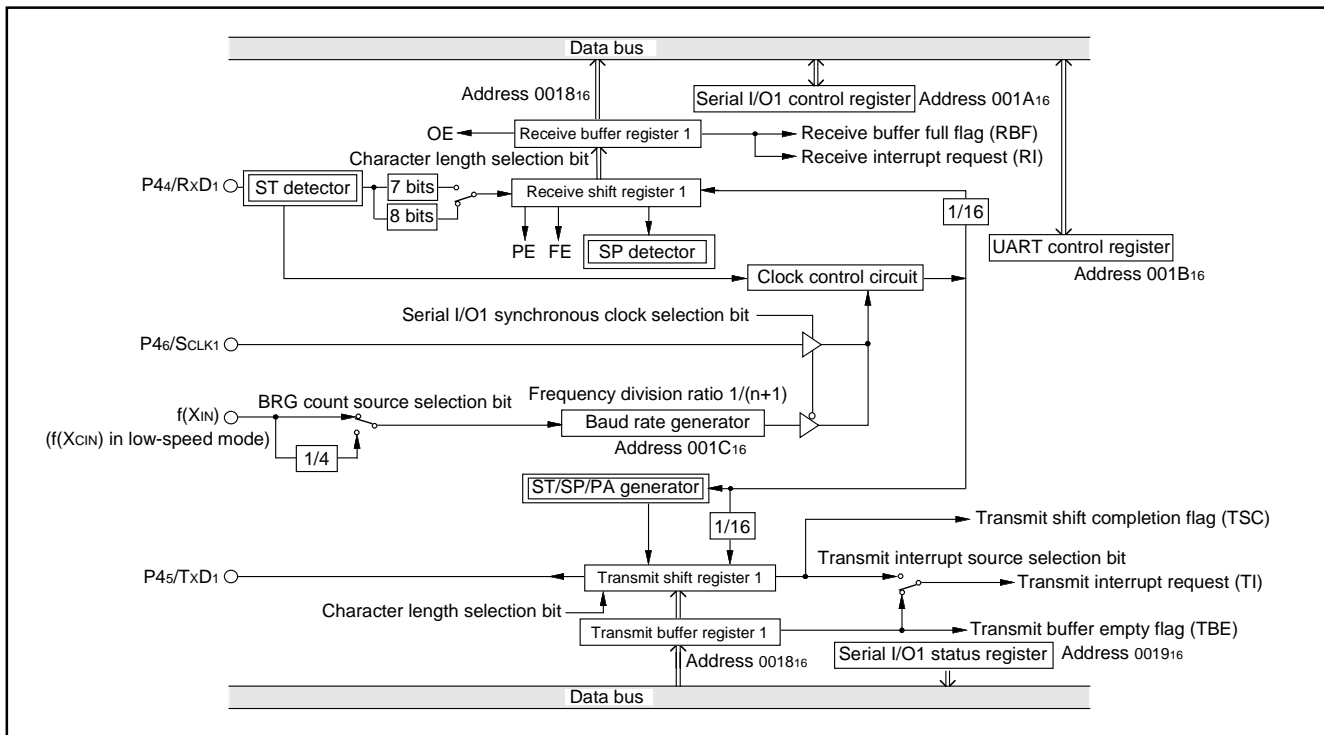 Data bus
Address 001816
Serial I/O1 control register Address 001A16
OE Receive buffer register 1 Receive buffer full flag (RBF)
Character length selection bit Receive interrupt request (RI)
P44/RXD1 ST detector 7 bits Receive shift register 1
8 bits 1/16
PE FE SP detector UART control register
Clock control circuit Address 001B16
Serial I/O1 synchronous clock selection bit
P46/SCLK1
BRG count source selection bit Frequency division ratio 1/(n+1)
f(XIN) Baud rate generator
(f(XCIN) in low-speed mode) Address 001C16
1/4
ST/SP/PA generator
1/16 Transmit shift completion flag (TSC)
Transmit interrupt source selection bit
P45/TXD1 Transmit shift register 1 Transmit interrupt request (TI)
Character length selection bit
Transmit buffer register 1 Transmit buffer empty flag (TBE)
Address 001816 Serial I/O1 status register Address 001916
Data bus